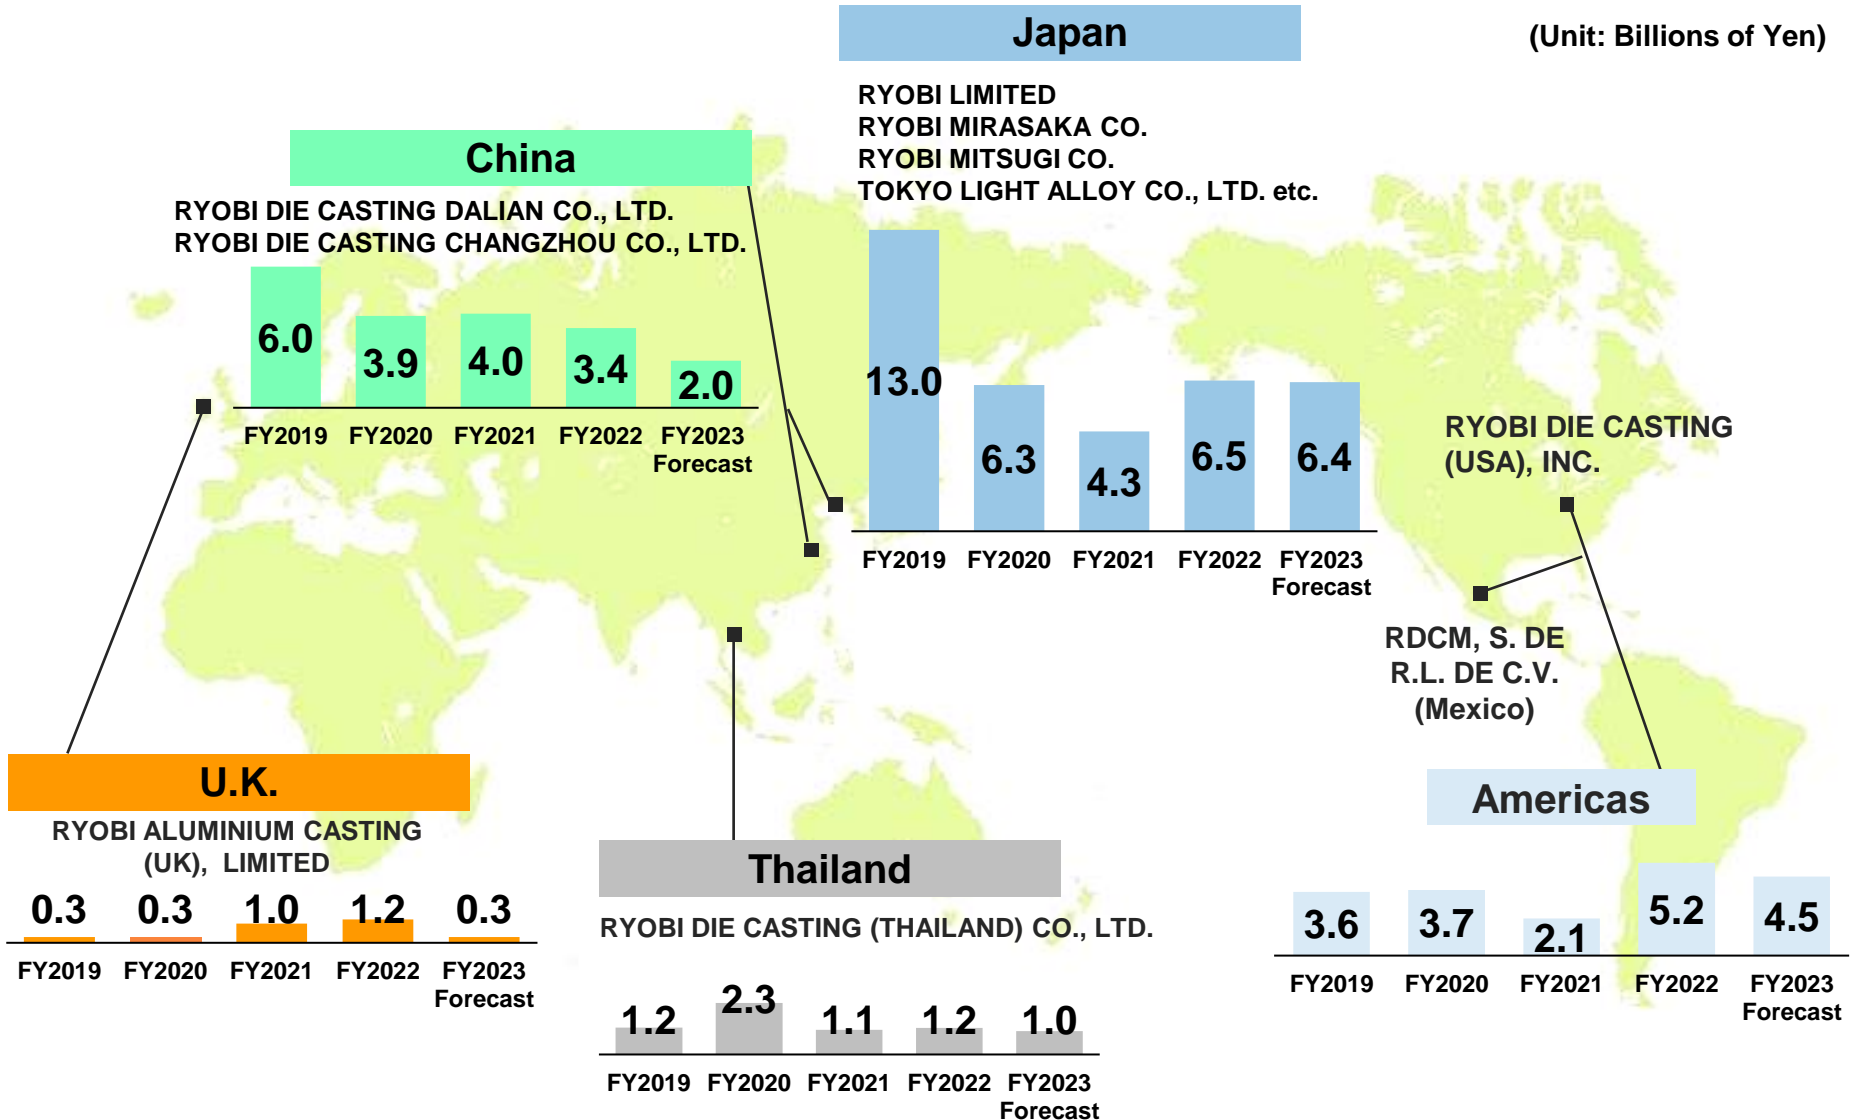 Japan
(Unit: Billions of Yen)
RYOBI LIMITED
RYOBI MIRASAKA CO.
RYOBI MITSUGI CO.
TOKYO LIGHT ALLOY CO., LTD. etc.
China
RYOBI DIE CASTING DALIAN CO., LTD.
RYOBI DIE CASTING CHANGZHOU CO., LTD.
6.0
3.9
4.0
3.4
2.0
FY2019 FY2020 FY2021 FY2022 FY2023
Forecast
13.0
6.3
4.3
6.5
6.4
FY2019 FY2020 FY2021 FY2022 FY2023
Forecast
RYOBI DIE CASTING
(USA), INC.
RDCM, S. DE
R.L. DE C.V.
(Mexico)
U.K.
RYOBI ALUMINIUM CASTING
(UK), LIMITED
0.3 0.3 1.0 1.2 0.3
FY2019 FY2020 FY2021 FY2022 FY2023
Forecast
Thailand
RYOBI DIE CASTING (THAILAND) CO., LTD.
1.2 2.3 1.1 1.2 1.0
FY2019 FY2020 FY2021 FY2022 FY2023
Forecast
Americas
3.6 3.7 2.1 5.2 4.5
FY2019 FY2020 FY2021 FY2022 FY2023
Forecast